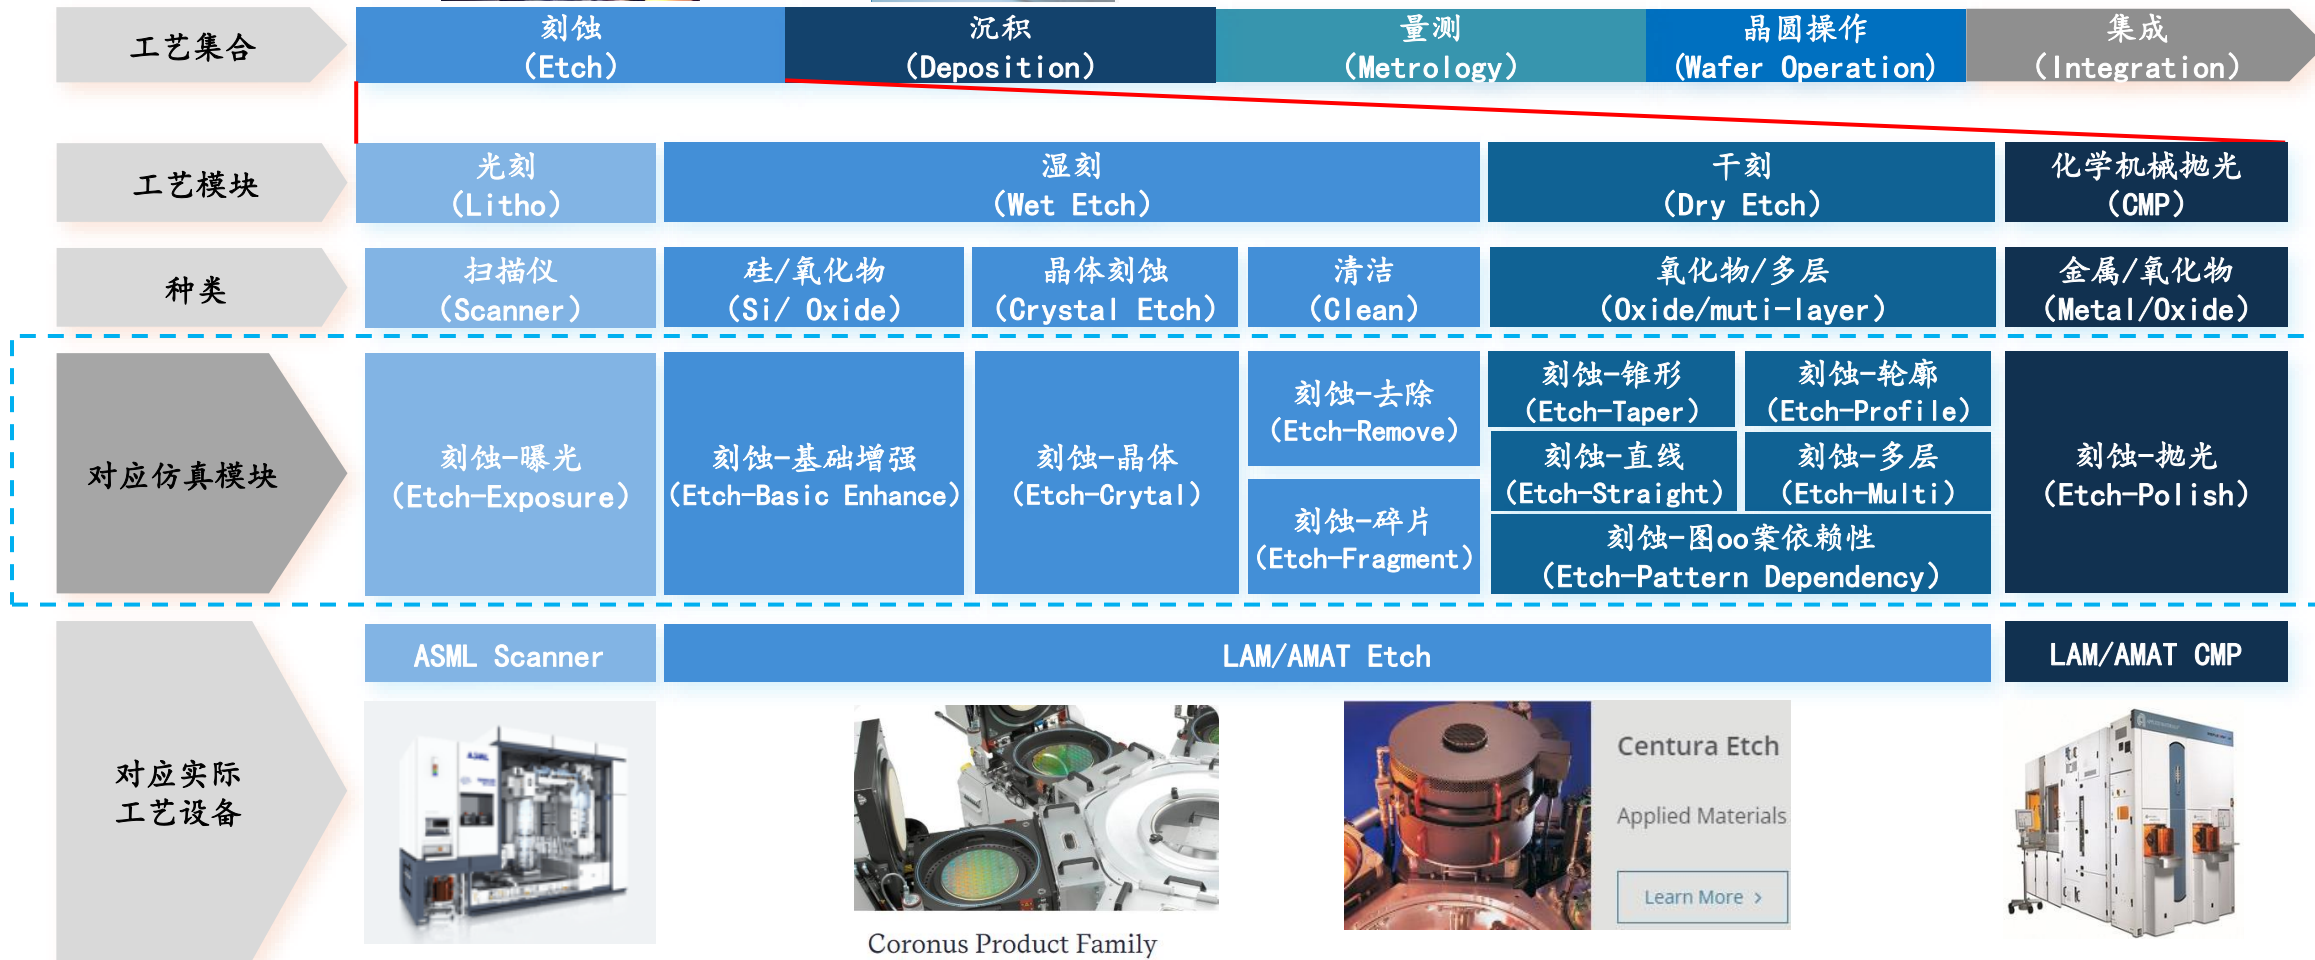 工艺集合
刻蚀
(Etch)
沉积
(Deposition)
量测
(Metrology)
晶圆操作
(Wafer Operation)
集成
(Integration)
工艺模块
光刻
(Litho)
湿刻
(Wet Etch)
干刻
(Dry Etch)
化学机械抛光
(CMP)
种类
扫描仪
(Scanner)
硅/氧化物
(Si/ Oxide)
晶体刻蚀
(Crystal Etch)
清洁
(Clean)
氧化物/多层
(Oxide/muti-layer)
金属/氧化物
(Metal/Oxide)
对应仿真模块
刻蚀-曝光
(Etch-Exposure)
刻蚀-基础增强
(Etch-Basic Enhance)
刻蚀-晶体
(Etch-Crytal)
刻蚀-去除
(Etch-Remove)
刻蚀-碎片
(Etch-Fragment)
刻蚀-锥形
(Etch-Taper)
刻蚀-轮廓
(Etch-Profile)
刻蚀-直线
(Etch-Straight)
刻蚀-多层
(Etch-Multi)
刻蚀-图oo案依赖性
(Etch-Pattern Dependency)
刻蚀-抛光
(Etch-Polish)
对应实际
工艺设备
ASML Scanner
LAM/AMAT Etch
LAM/AMAT CMP
ASML
Coronus Product Family
Centura Etch
Applied Materials
Learn More >